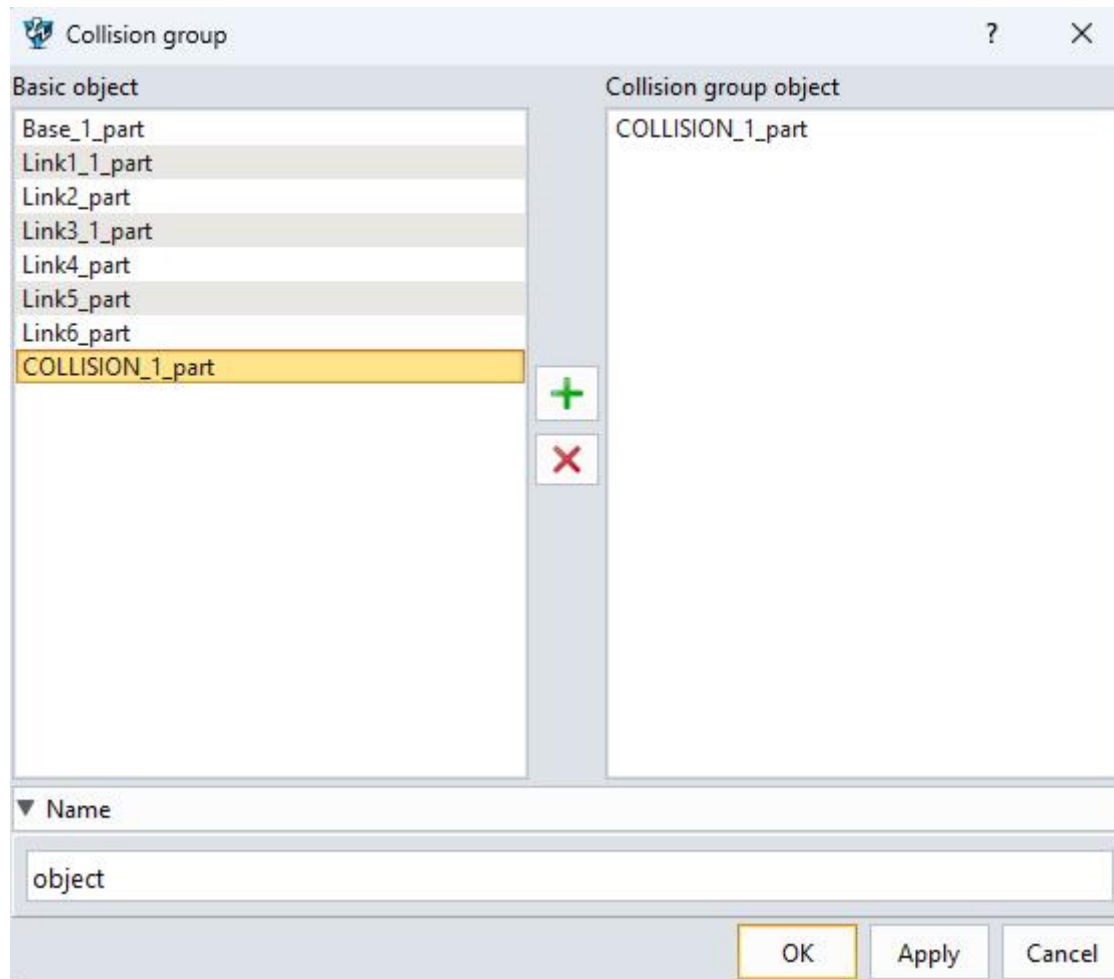 Collision group
?
Basic object
Collision group object
Base_1_part
Link1_1_part
Link2_part
Link3_1_part
Link4_part
Link5_part
Link6_part
COLLISION_1_part
COLLISION_1_part
Name
object
OK
Apply
Cancel